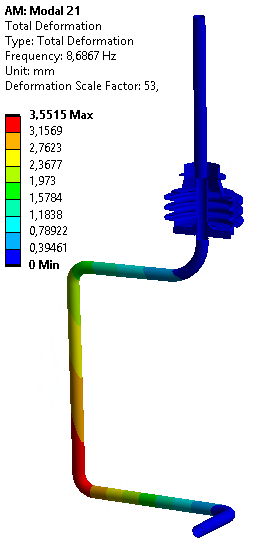 AM: Modal 21
Total Deformation
Type: Total Deformation
Frequency: 8,6867 Hz
Unit: mm
Deformation Scale Factor: 53,
3,5515 Max
3,1569
2,7623
2,3677
1,973
1,5784
1,1838
0,78922
0,39461
0 Min